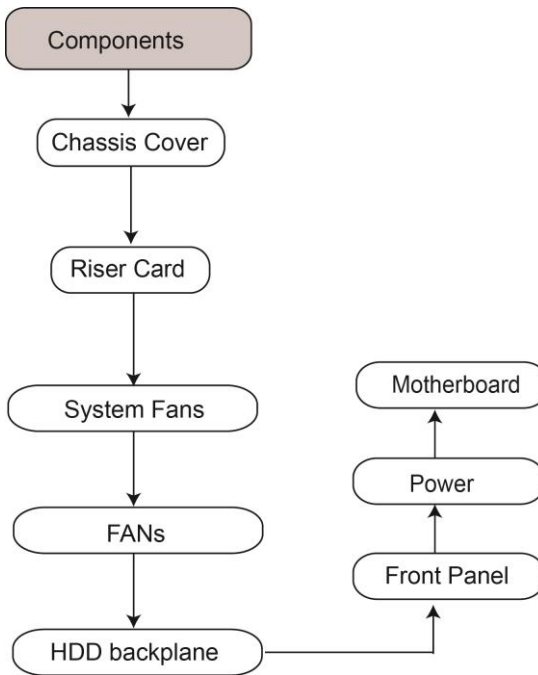 Components
Chassis Cover
Riser Card
System Fans
FANs
HDD backplane
Front Panel
Power
Motherboard